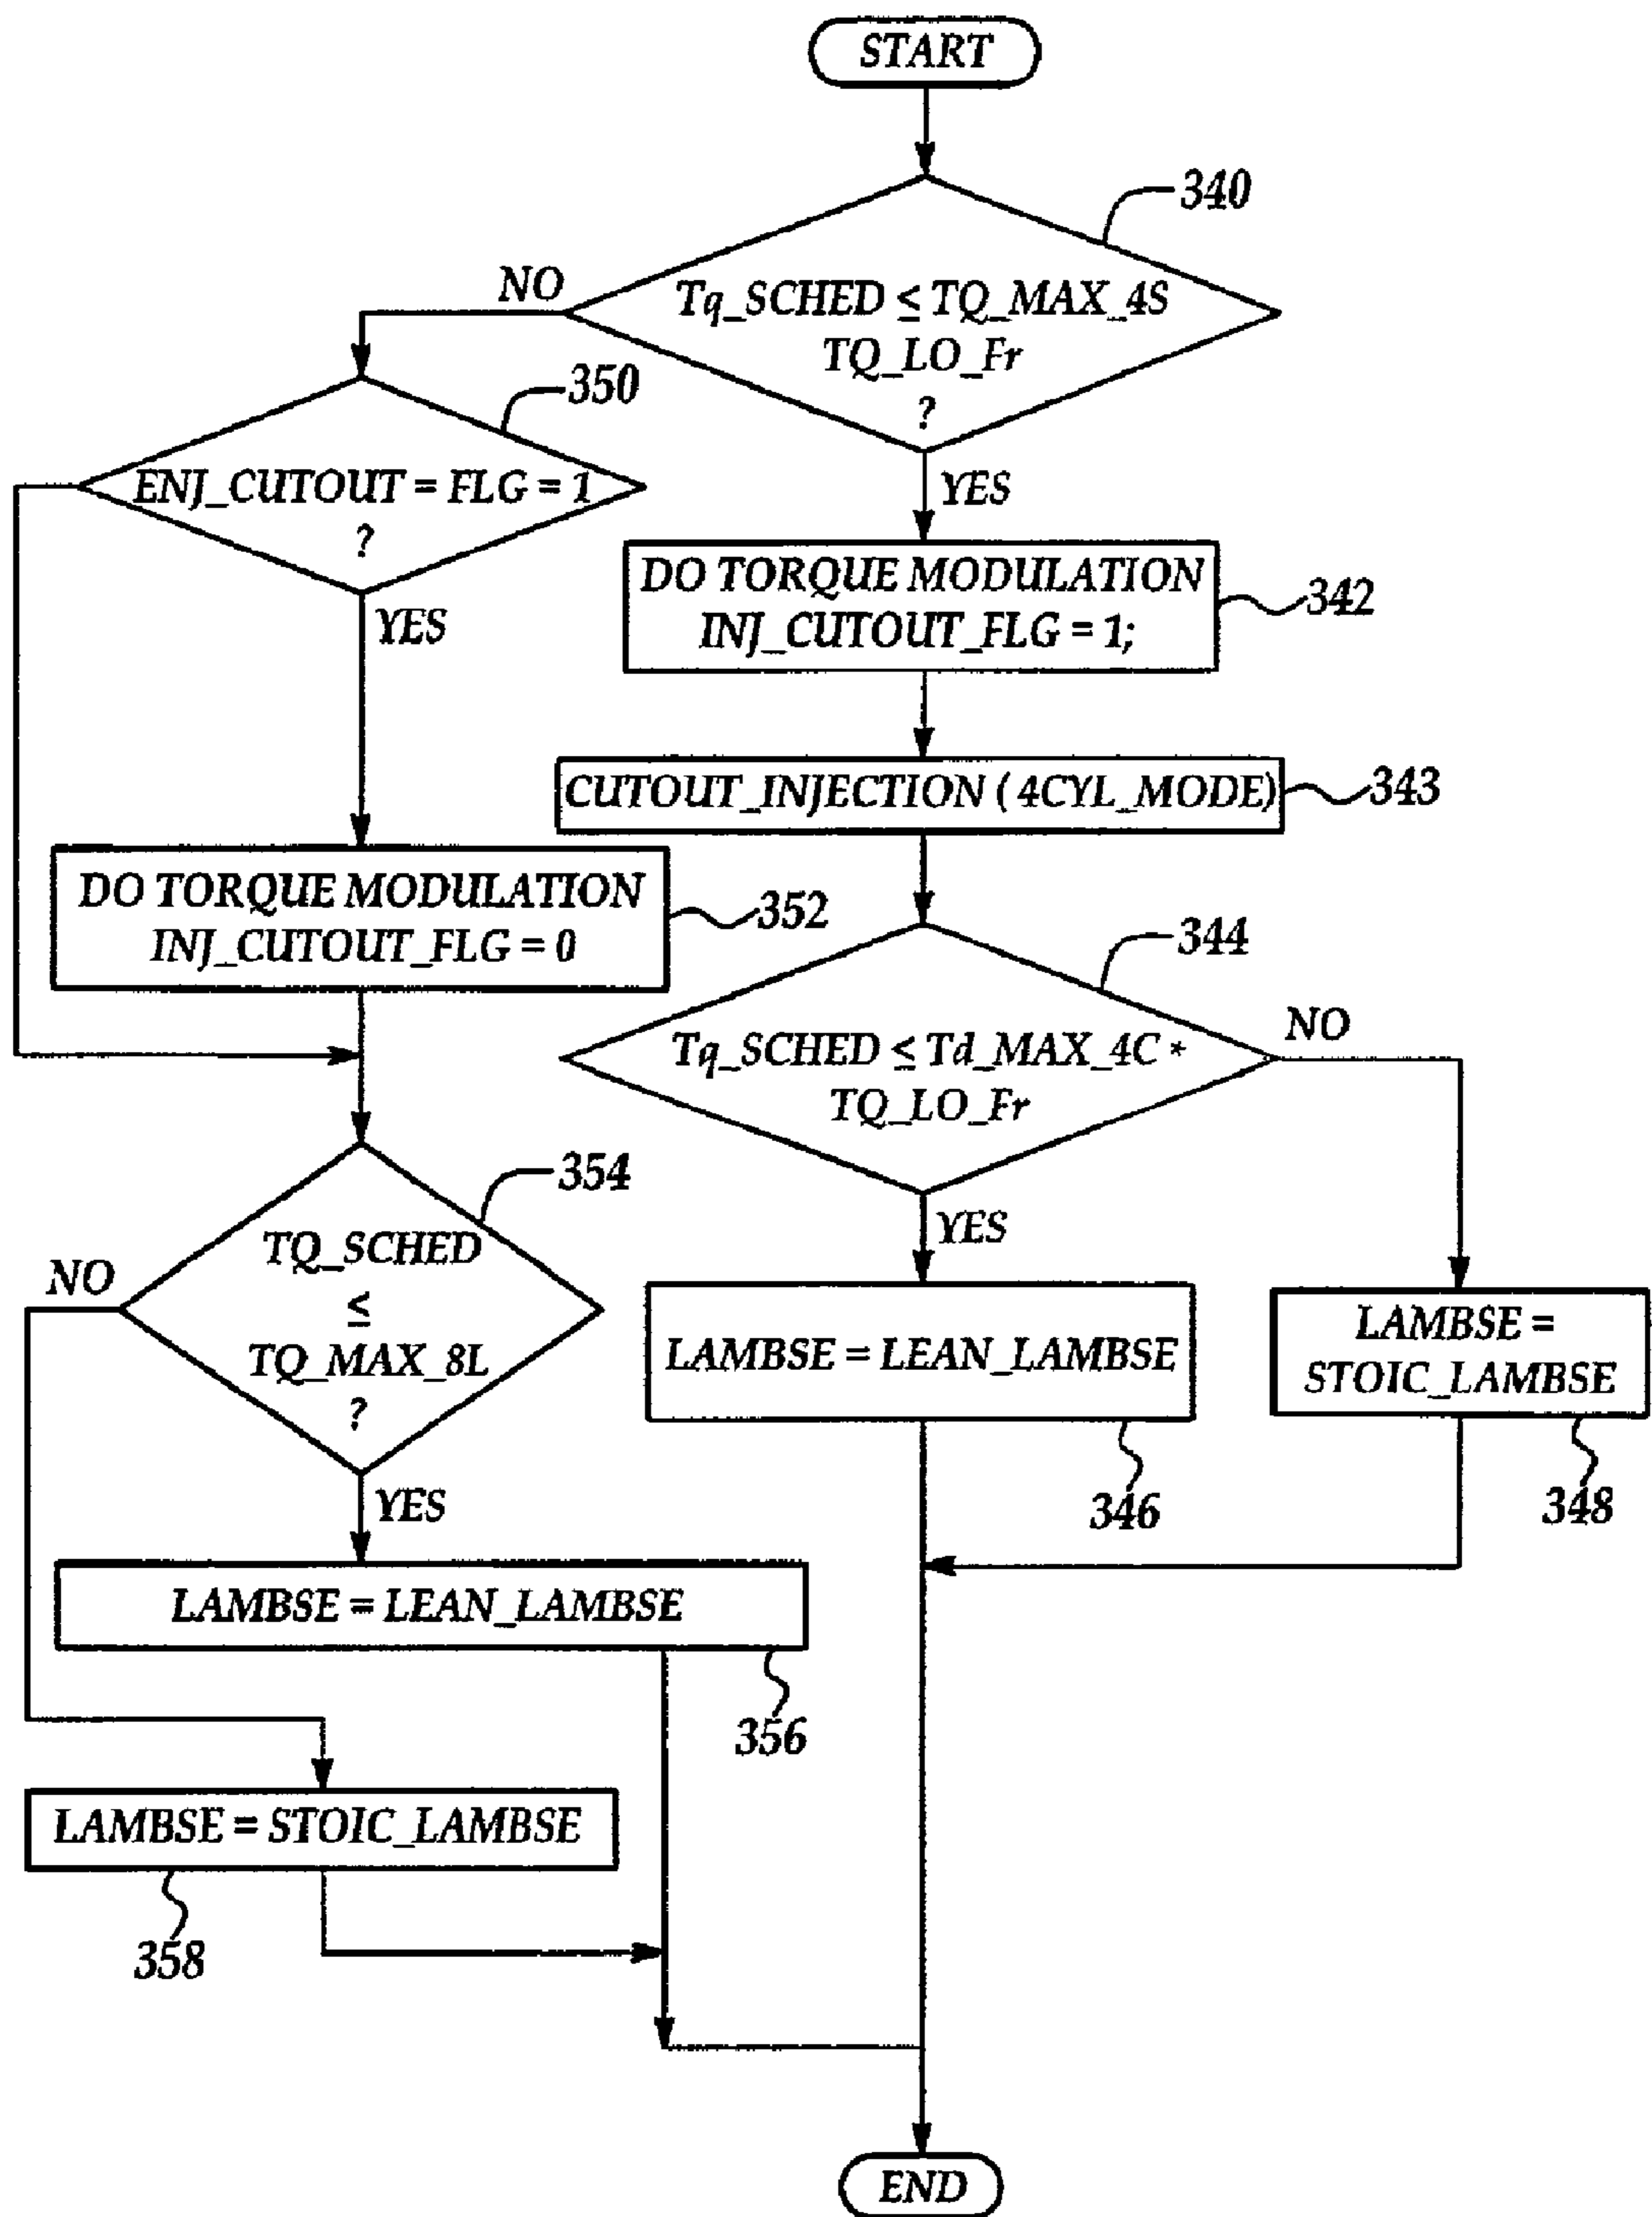 START
340
NO
Tq_SCHED ≤ TQ_MAX_4S
TQ_LO_Fr
?
350
ENJ_CUTOUT = FLG = 1
?
YES
YES
DO TORQUE MODULATION
INJ_CUTOUT_FLG = 1;
342
CUTOUT_INJECTION ( 4CYL_MODE)
343
DO TORQUE MODULATION
INJ_CUTOUT_FLG = 0
352
344
Tq_SCHED ≤ Td_MAX_4C *
TQ_LO_Fr
NO
354
TQ_SCHED
≤
TQ_MAX_8L
?
NO
YES
YES
LAMBSE = LEAN_LAMBSE
346
LAMBSE =
STOIC_LAMBSE
348
LAMBSE = LEAN_LAMBSE
356
LAMBSE = STOIC_LAMBSE
358
END